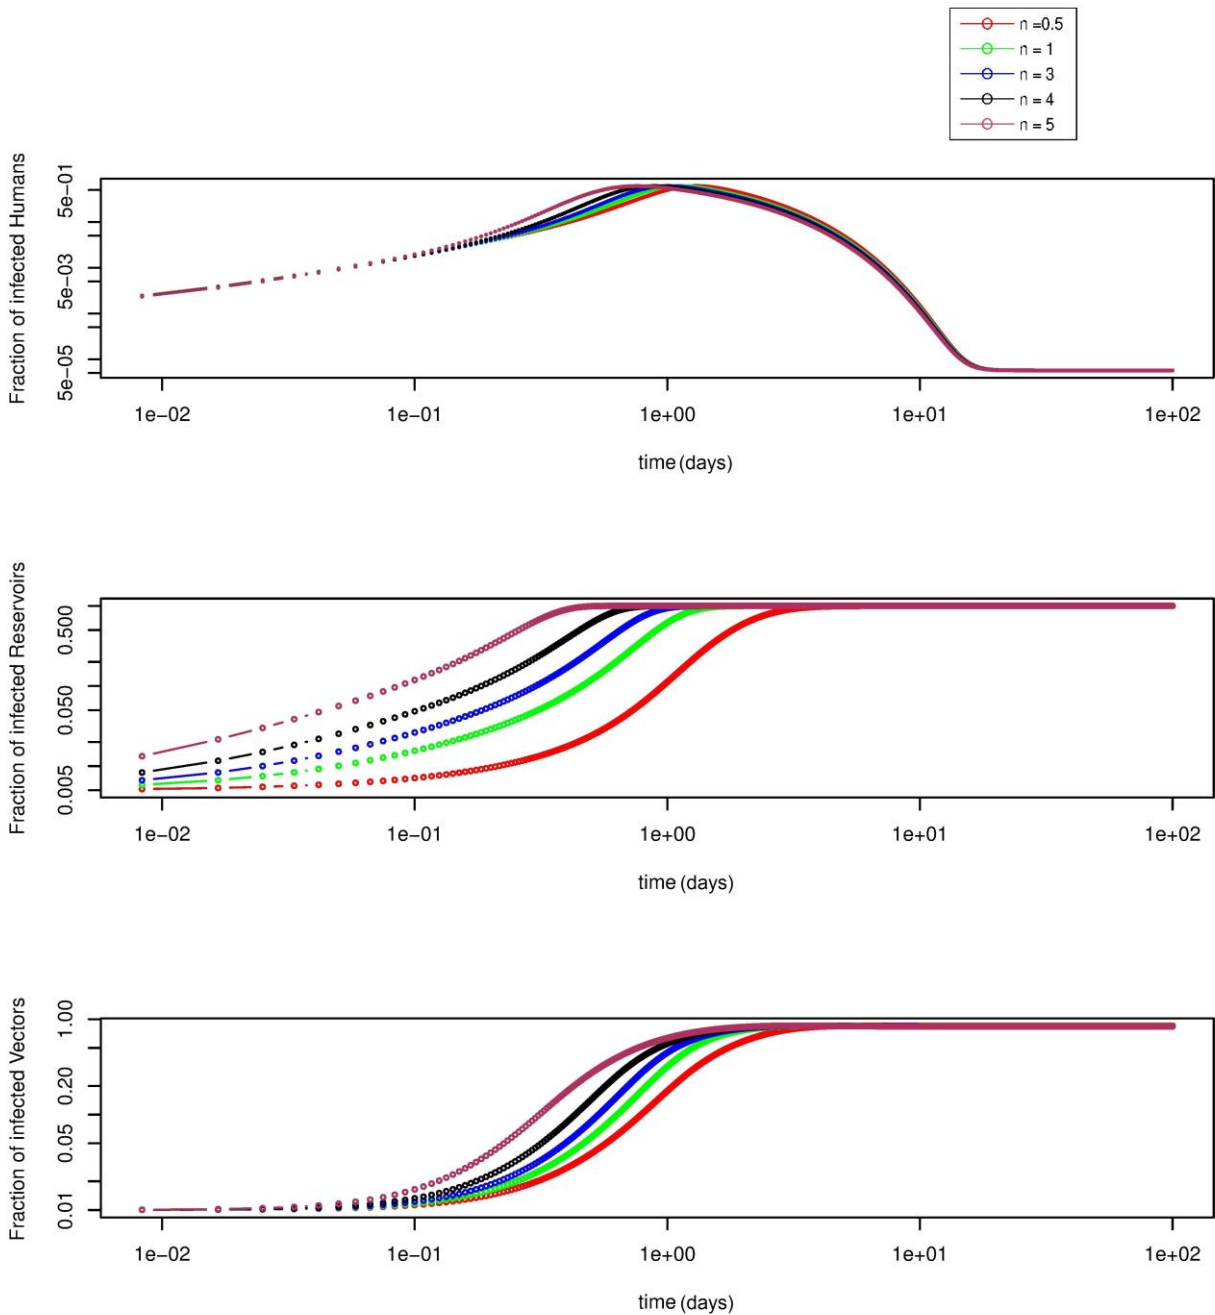 n =0.5
n = 1
n = 3
n = 4
n = 5
Fraction of infected Humans
5e−01
5e−03
5e−05
1e−02 1e−01 1e+00 1e+01 1e+02
time (days)
Fraction of infected Reservoirs
0.500
0.050
0.005
1e−02 1e−01 1e+00 1e+01 1e+02
time (days)
Fraction of infected Vectors
1.00
0.20
0.05
0.01
1e−02 1e−01 1e+00 1e+01 1e+02
time (days)